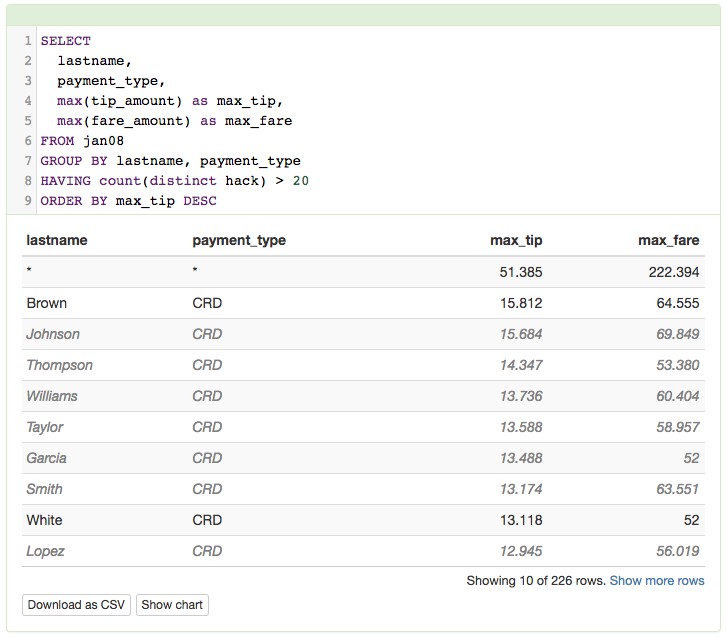 1 SELECT
2   lastname,
3   payment_type,
4   max(tip_amount) as max_tip,
5   max(fare_amount) as max_fare
6 FROM jan08
7 GROUP BY lastname, payment_type
8 HAVING count(distinct hack) > 20
9 ORDER BY max_tip DESC
lastname payment_type max_tip max_fare
* * 51.385 222.394
Brown CRD 15.812 64.555
Johnson CRD 15.684 69.849
Thompson CRD 14.347 53.380
Williams CRD 13.736 60.404
Taylor CRD 13.588 58.957
Garcia CRD 13.488 52
Smith CRD 13.174 63.551
White CRD 13.118 52
Lopez CRD 12.945 56.019
Showing 10 of 226 rows. Show more rows
Download as CSV Show chart